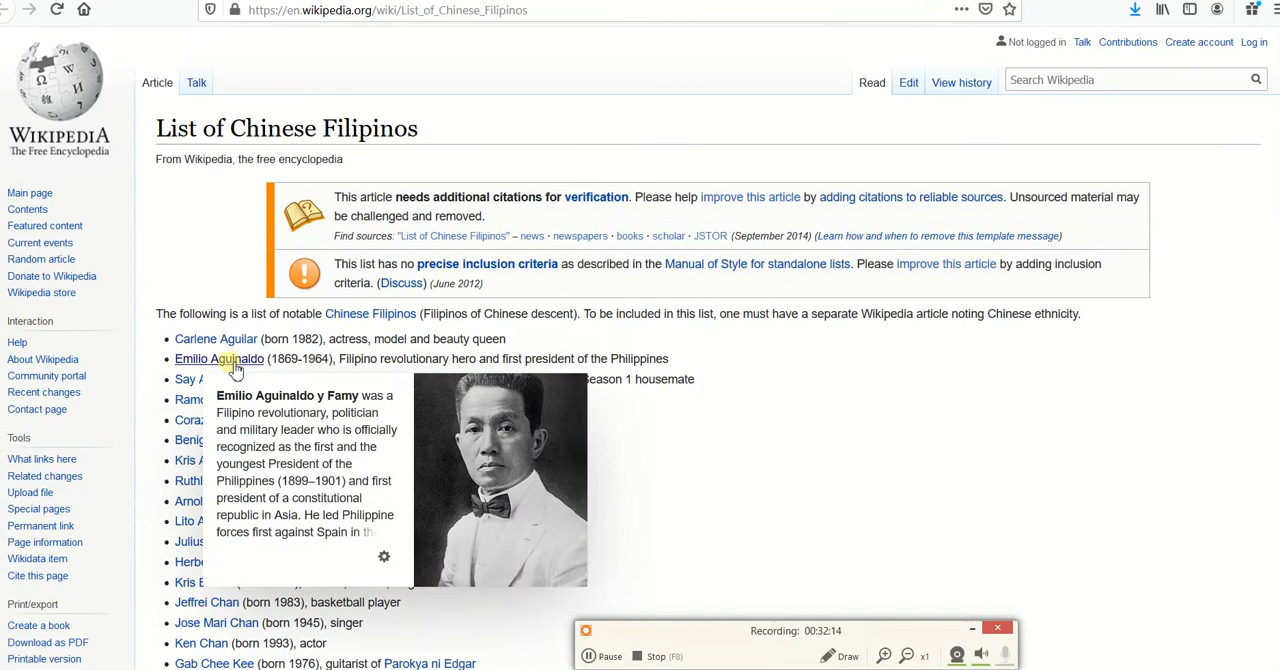 https://en.wikipedia.org/wiki/List_of_Chinese_Filipinos
Not logged in Talk Contributions Create account Log in
Article Talk
Read Edit View history
Search Wikipedia
WIKIPEDIA
The Free Encyclopedia
Main page
Contents
Featured content
Current events
Random article
Donate to Wikipedia
Wikipedia store
Interaction
Help
About Wikipedia
Community portal
Recent changes
Contact page
Tools
What links here
Related changes
Upload file
Special pages
Permanent link
Page information
Wikidata item
Cite this page
Print/export
Create a book
Download as PDF
Printable version
List of Chinese Filipinos
From Wikipedia, the free encyclopedia
This article needs additional citations for verification. Please help improve this article by adding citations to reliable sources. Unsourced material may
be challenged and removed.
Find sources: "List of Chinese Filipinos" – news · newspapers · books · scholar · JSTOR (September 2014) (Learn how and when to remove this template message)
This list has no precise inclusion criteria as described in the Manual of Style for standalone lists. Please improve this article by adding inclusion
criteria. (Discuss) (June 2012)
The following is a list of notable Chinese Filipinos (Filipinos of Chinese descent). To be included in this list, one must have a separate Wikipedia article noting Chinese ethnicity.
• Carlene Aguilar (born 1982), actress, model and beauty queen
• Emilio Aguinaldo (1869-1964), Filipino revolutionary hero and first president of the Philippines
• Say season 1 housemate
• Ramo
• Coraz
• Benig
• Kris A
• Ruthl
• Arnol
• Lito A
• Julius
• Herbe
• Kris
• Jeffrei Chan (born 1983), basketball player
• Jose Mari Chan (born 1945), singer
• Ken Chan (born 1993), actor
• Gab Chee Kee (born 1976), guitarist of Parokya ni Edgar
Emilio Aguinaldo y Famy was a
Filipino revolutionary, politician
and military leader who is officially
recognized as the first and the
youngest President of the
Philippines (1899–1901) and first
president of a constitutional
republic in Asia. He led Philippine
forces first against Spain in the
Recording: 00:32:14
Pause Stop (F8) Draw x1